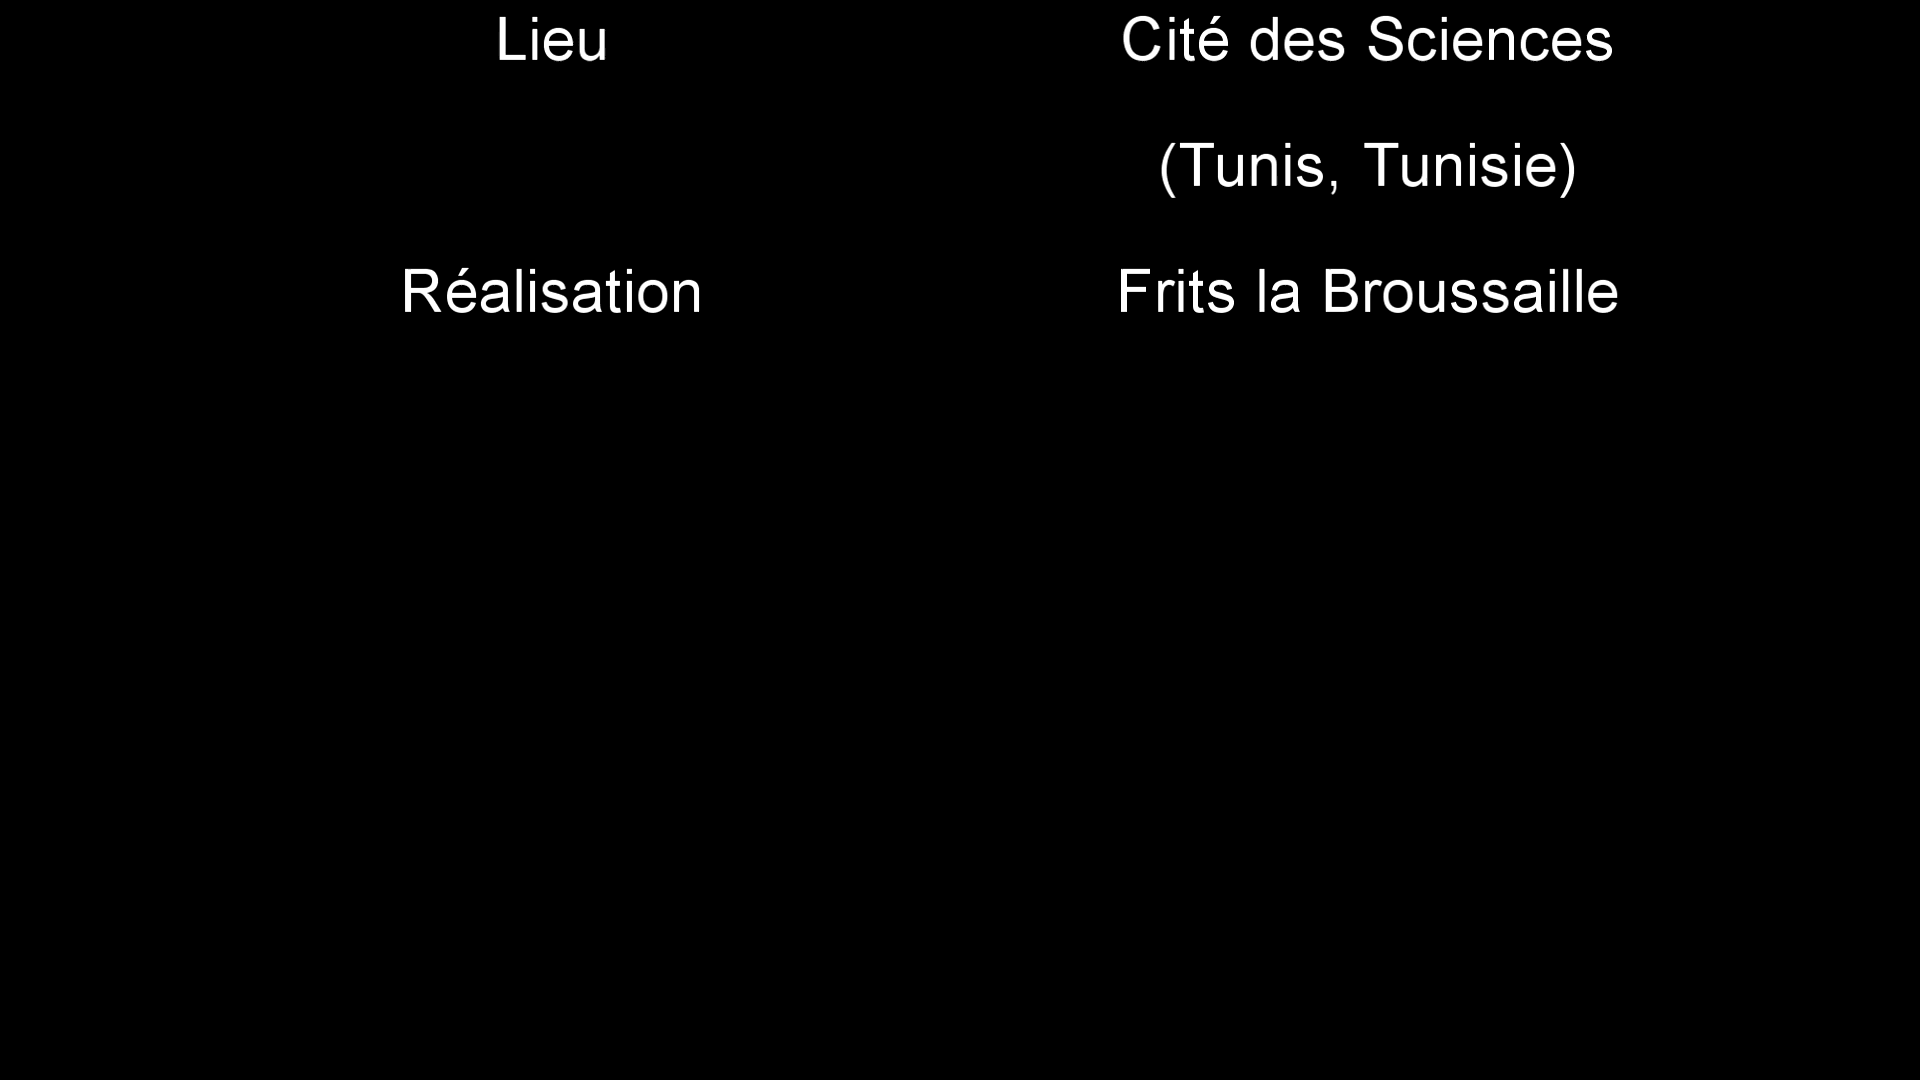 Lieu Cité des Sciences
(Tunis, Tunisie)
Réalisation Frits la Broussaille